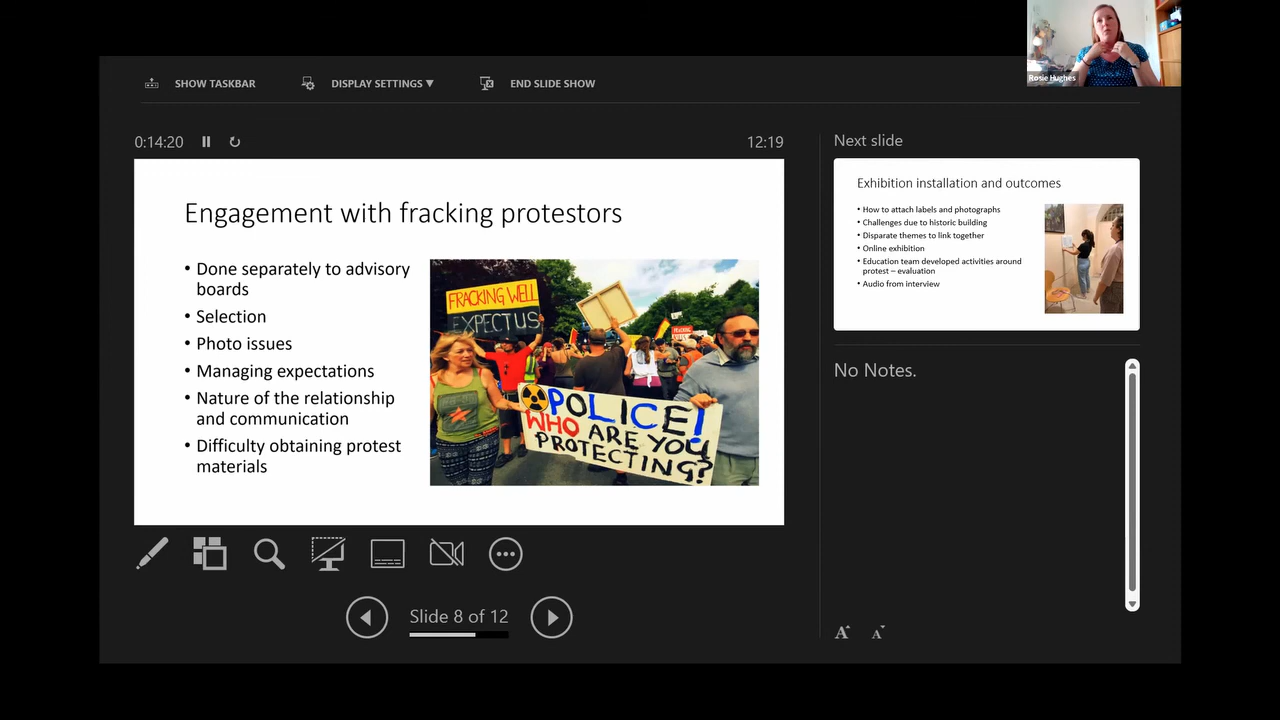 Rosie Hughes
SHOW TASKBAR
DISPLAY SETTINGS ▼
END SLIDE SHOW
0:14:20
12:19
Engagement with fracking protestors
• Done separately to advisory
boards
• Selection
• Photo issues
• Managing expectations
• Nature of the relationship
and communication
• Difficulty obtaining protest
materials
FRACKING WELL
EXPECT US
POLICE!
WHO ARE YOU
PROTECTING?
Slide 8 of 12
Next slide
Exhibition installation and outcomes
• How to attach labels and photographs
• Challenges due to historic building
• Disparate themes to link together
• Online exhibition
• Education team developed activities around
protest – evaluation
• Audio from interview
No Notes.
A A